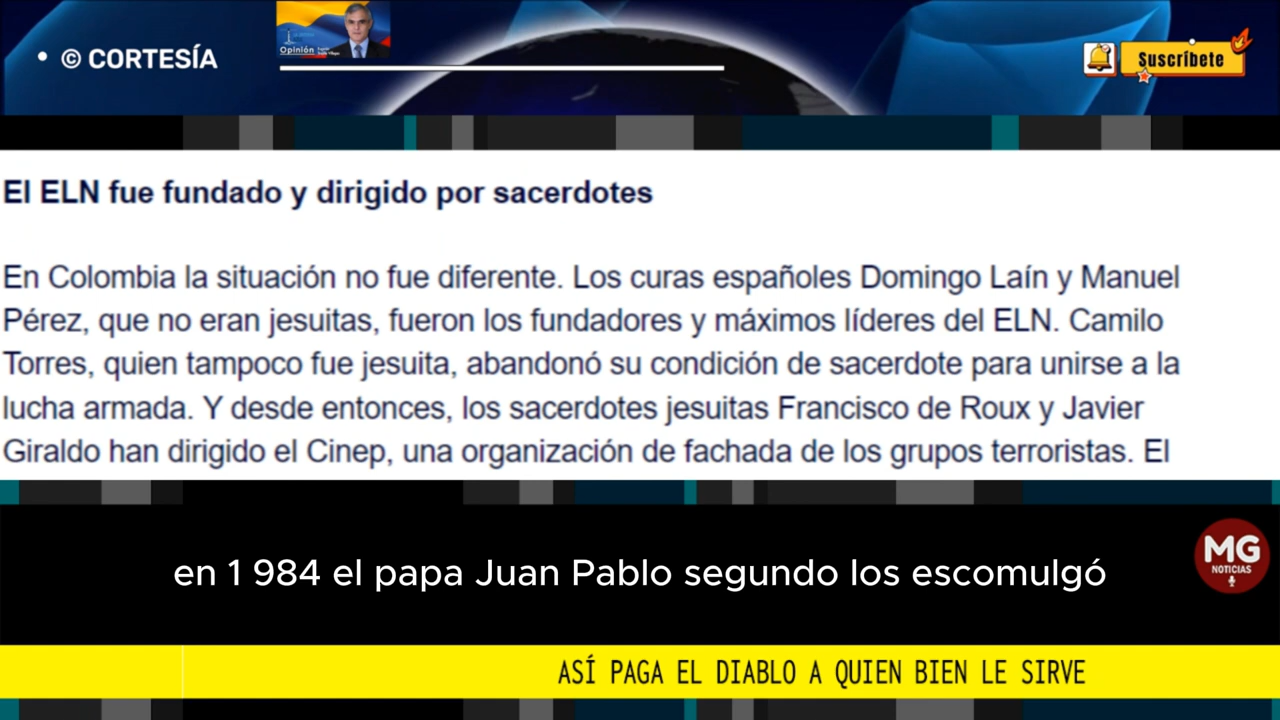 • © CORTESÍA
Opinión
Suscríbete
El ELN fue fundado y dirigido por sacerdotes
En Colombia la situación no fue diferente. Los curas españoles Domingo Laín y Manuel
Pérez, que no eran jesuitas, fueron los fundadores y máximos líderes del ELN. Camilo
Torres, quien tampoco fue jesuita, abandonó su condición de sacerdote para unirse a la
lucha armada. Y desde entonces, los sacerdotes jesuitas Francisco de Roux y Javier
Giraldo han dirigido el Cinep, una organización de fachada de los grupos terroristas. El
en 1 984 el papa Juan Pablo segundo los escomulgó
MG
NOTICIAS
ASÍ PAGA EL DIABLO A QUIEN BIEN LE SIRVE